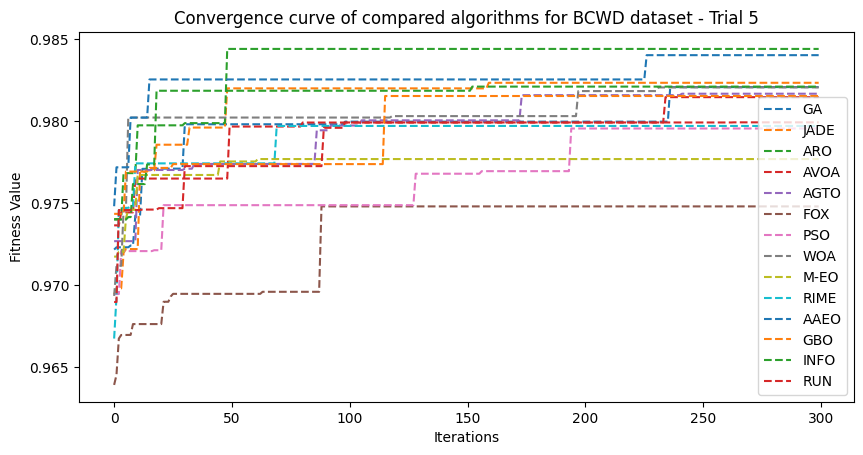 Convergence curve of compared algorithms for BCWD dataset - Trial 5
Fitness Value
0.985
0.980
0.975
0.970
0.965
0
50
100
150
200
250
300
Iterations
GA
JADE
ARO
AVOA
AGTO
FOX
PSO
WOA
M-EO
RIME
AAEO
GBO
INFO
RUN